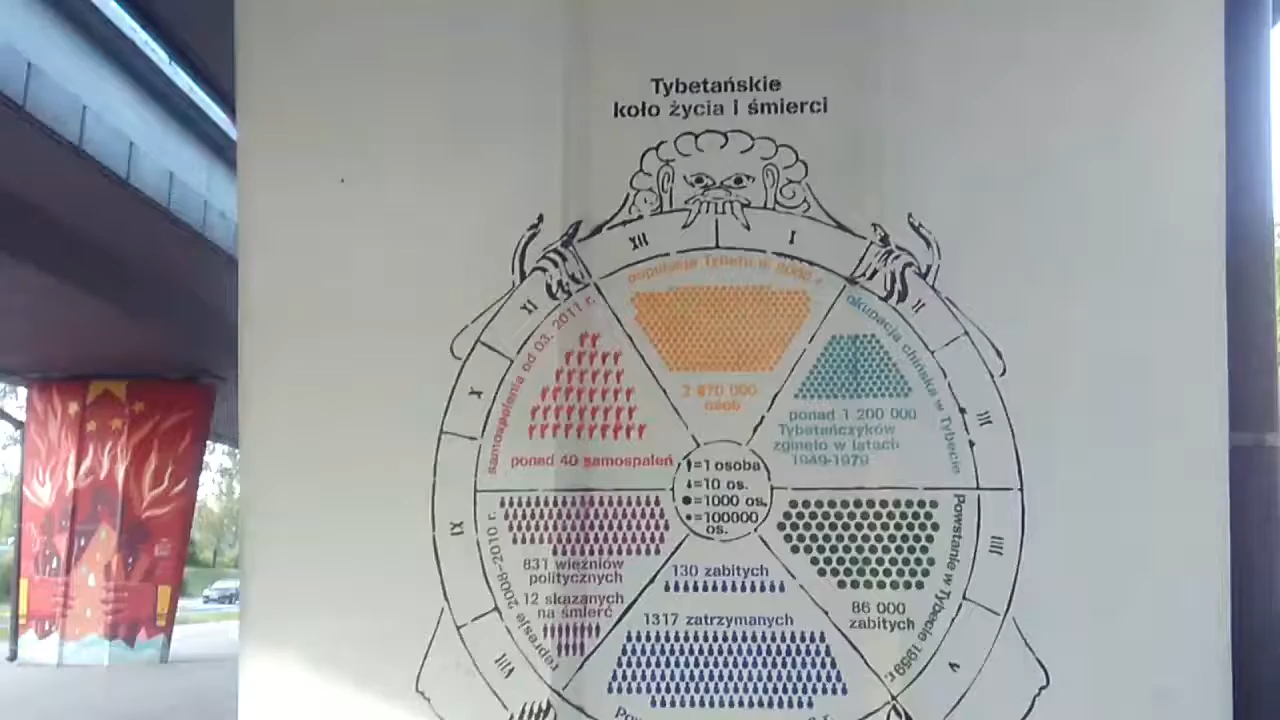 Tybetańskie
koło życia i śmierci
XII
I
II
III
IIII
V
VIII
IX
X
XI
populacja Tybetu w 2008 r.
2 870 000
osób
okupacja chińska w Tybecie
ponad 1 200 000
Tybetańczyków
zginęło w latach
1949-1979
samospalenia od 03. 2011 r.
ponad 40 samospaleń
=1 osoba
=10 os.
=1000 os.
=100000
os.
Powstanie w Tybecie 1959 r.
86 000
zabitych
130 zabitych
1317 zatrzymanych
represje 2008-2010 r.
831 więźniów
politycznych
12 skazanych
na śmierć